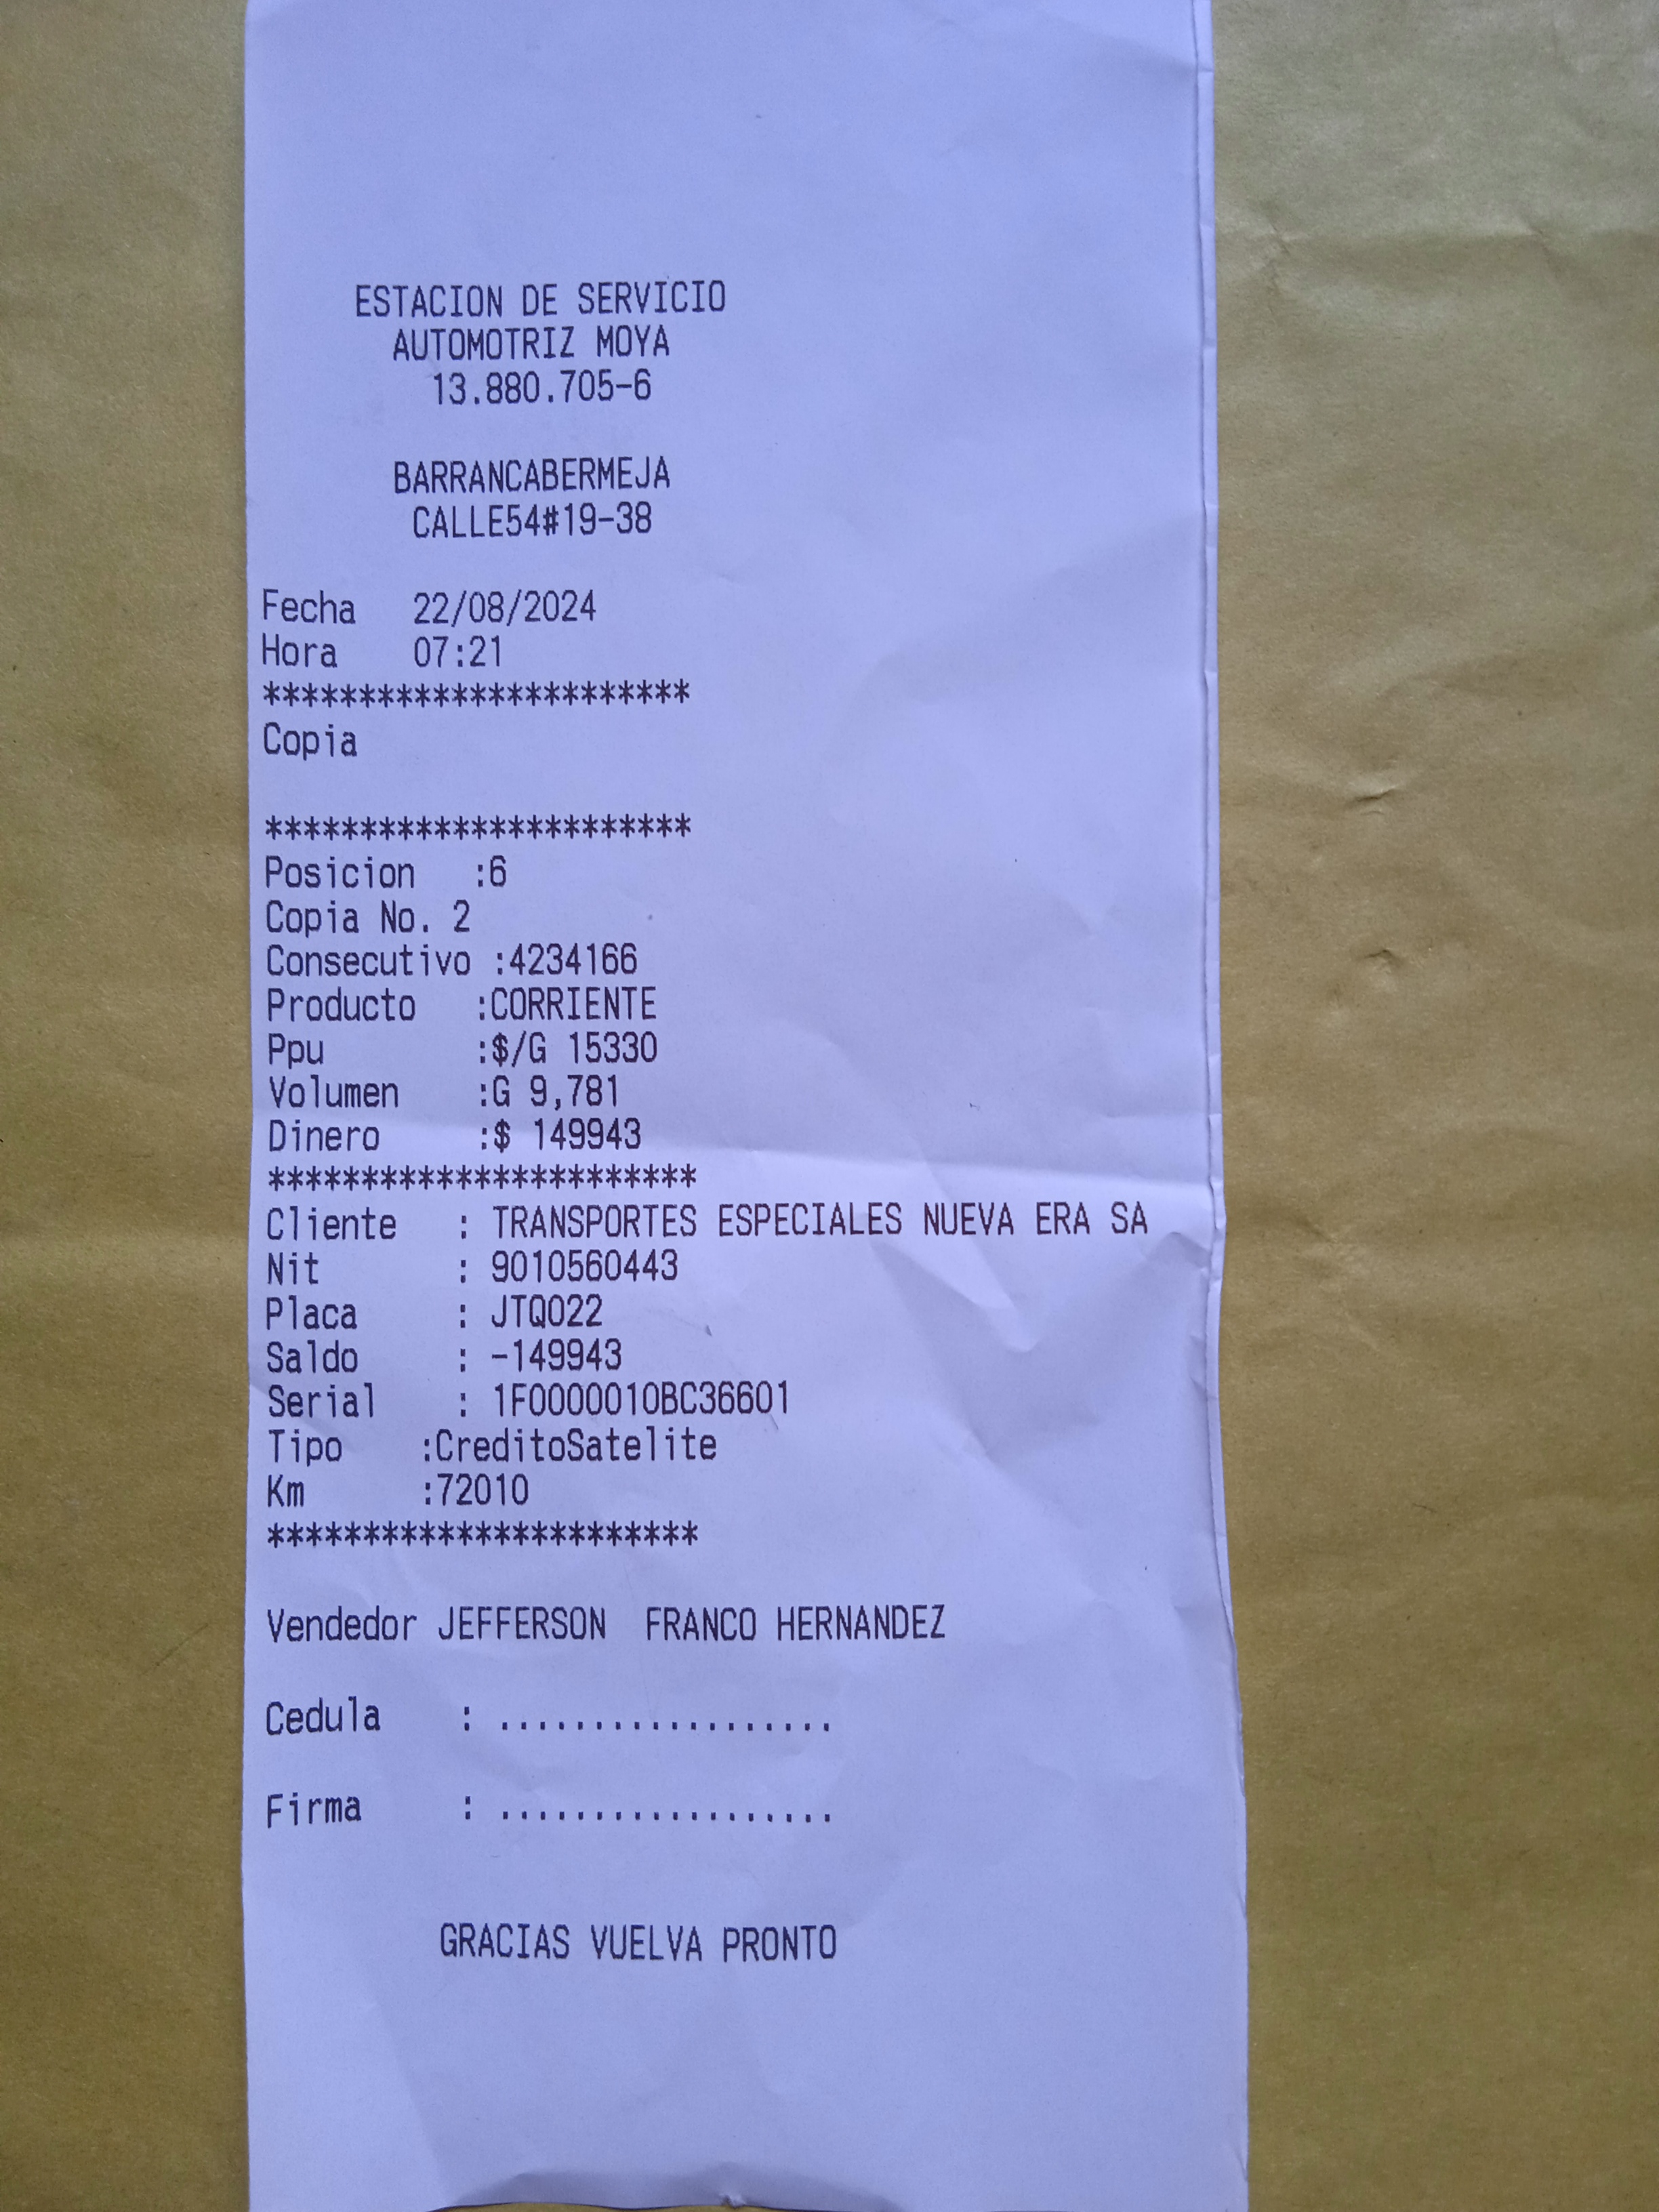 ESTACION DE SERVICIO
AUTOMOTRIZ MOYA
13.880.705-6
BARRANCABERMEJA
CALLE54#19-38
Fecha 22/08/2024
Hora 07:21
***********************
Copia
***********************
Posicion :6
Copia No. 2
Consecutivo :4234166
Producto :CORRIENTE
Ppu :$/G 15330
Volumen :G 9,781
Dinero :$ 149943
***********************
Cliente : TRANSPORTES ESPECIALES NUEVA ERA SA
Nit : 9010560443
Placa : JTQ022
Saldo : -149943
Serial : 1F0000010BC36601
Tipo :CreditoSatelite
Km :72010
***********************
Vendedor JEFFERSON FRANCO HERNANDEZ
Cedula : ..................
Firma : ..................
GRACIAS VUELVA PRONTO